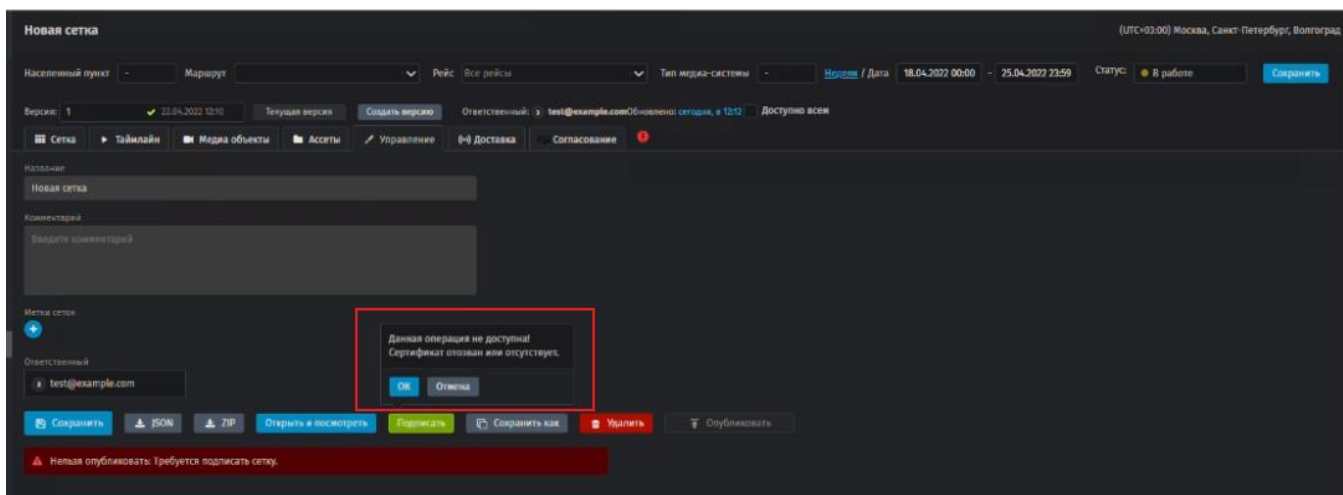 Новая сетка (UTC+03:00) Москва, Санкт-Петербург, Волгоград
Населенный пункт - Маршрут Рейс Все рейсы Тип медиа-системы - Неделя / Дата 18.04.2022 00:00 - 25.04.2022 23:59 Статус: В работе Сохранить
Версия: 1 22.04.2022 12:10 Текущая версия Создать версию Ответственный: test@example.com Обновлено: сегодня, в 12:12 Доступно всем
Сетка Таймлайн Медиа объекты Ассеты Управление Доставка Согласование
Название
Новая сетка
Комментарий
Введите комментарий
Метки сеток
Данная операция не доступна!
Сертификат отозван или отсутствует.
Ответственный
test@example.com
OK Отмена
Сохранить JSON ZIP Открыть и посмотреть Подписать Сохранить как Удалить Опубликовать
Нельзя опубликовать: Требуется подписать сетку.